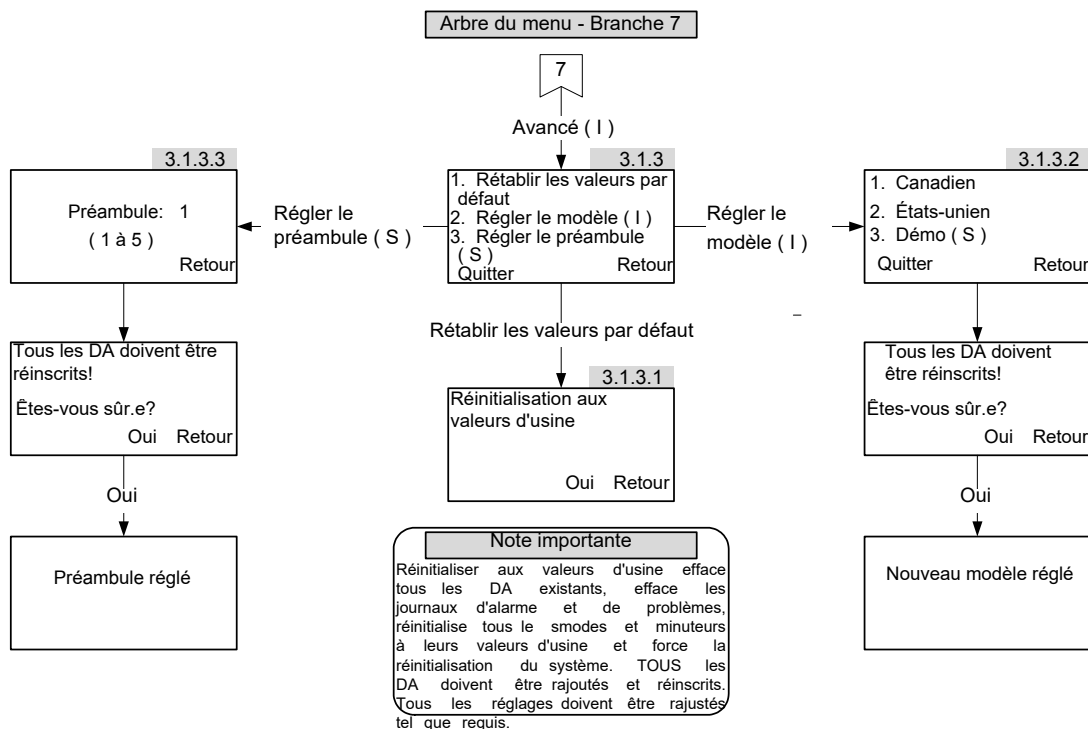 Arbre du menu - Branche 7
7
Avancé ( I )
3.1.3.3
Préambule: 1
( 1 à 5 )
Retour
Régler le
préambule ( S )
3.1.3
1. Rétablir les valeurs par
défaut
2. Régler le modèle ( I )
3. Régler le préambule
( S )
Quitter Retour
Régler le
modèle ( I )
3.1.3.2
1. Canadien
2. États-unien
3. Démo ( S )
Quitter Retour
Rétablir les valeurs par défaut
Tous les DA doivent être
réinscrits!
Êtes-vous sûr.e?
Oui Retour
3.1.3.1
Réinitialisation aux
valeurs d'usine
Oui Retour
Tous les DA doivent
être réinscrits!
Êtes-vous sûr.e?
Oui Retour
Oui
Préambule réglé
Oui
Nouveau modèle réglé
Note importante
Réinitialiser aux valeurs d'usine efface
tous les DA existants, efface les
journaux d'alarme et de problèmes,
réinitialise tous le smodes et minuteurs
à leurs valeurs d'usine et force la
réinitialisation du système. TOUS les
DA doivent être rajoutés et réinscrits.
Tous les réglages doivent être rajustés
tel que requis.